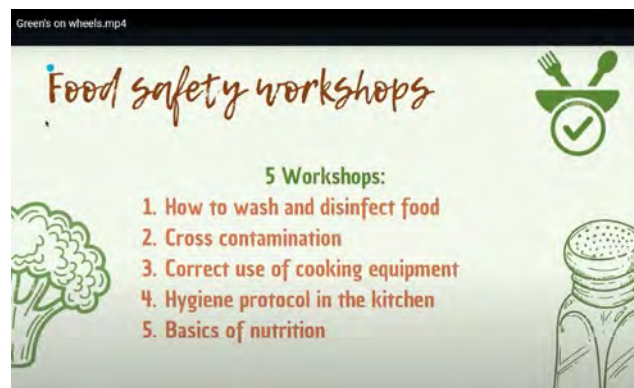 Green's on wheels.mp4
Food safety workshops
5 Workshops:
1. How to wash and disinfect food
2. Cross contamination
3. Correct use of cooking equipment
4. Hygiene protocol in the kitchen
5. Basics of nutrition